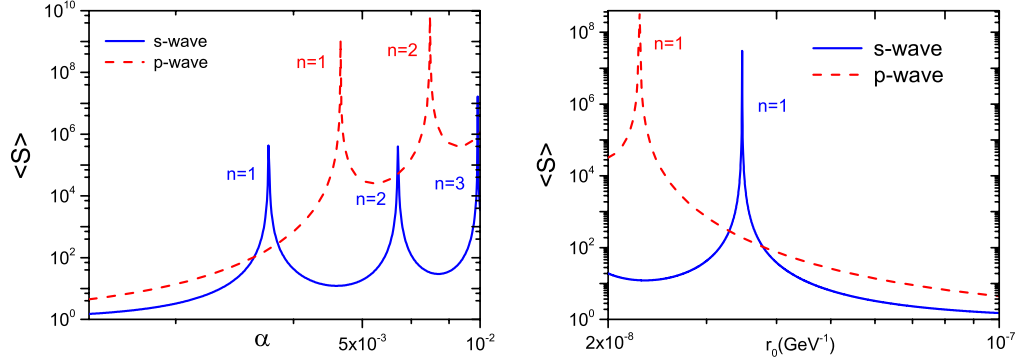 10^10
10^8
10^6
10^4
10^2
10^0
<S>
s-wave
p-wave
n=1
n=2
n=1
n=2
n=3
α
5x10^-3
10^-2
10^8
10^6
10^4
10^2
10^0
<S>
n=1
s-wave
p-wave
n=1
2x10^-8
r_0(GeV^-1)
10^-7